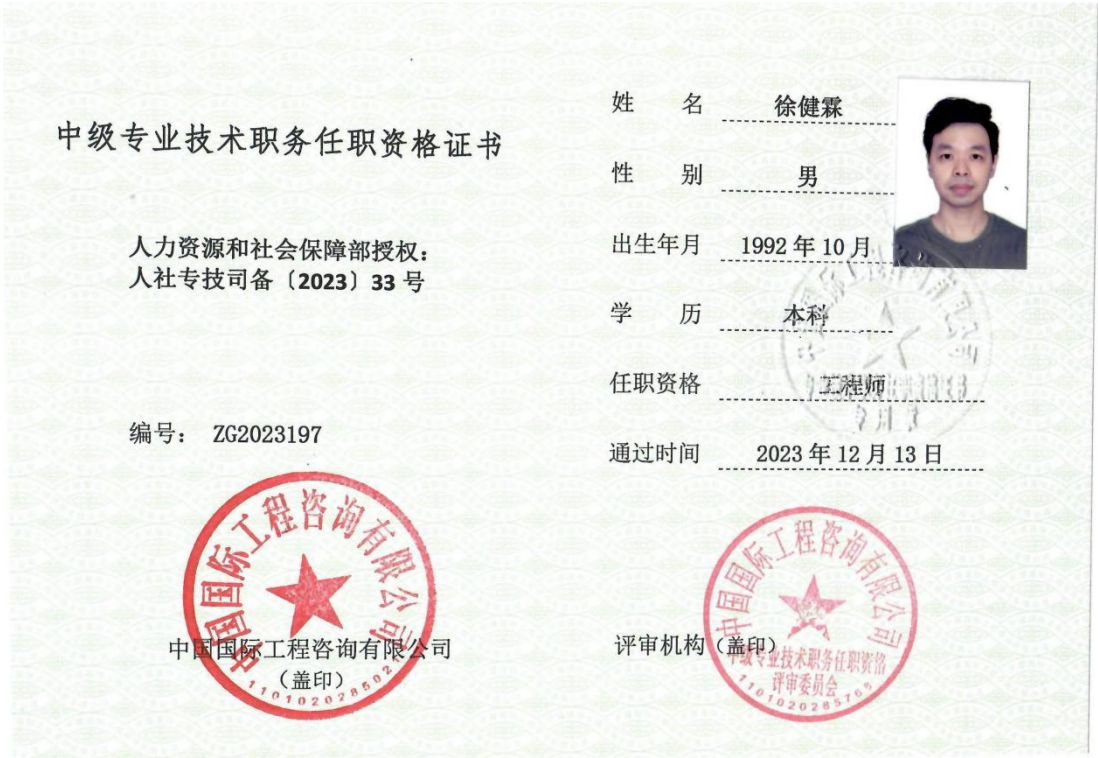 中级专业技术职务任职资格证书
人力资源和社会保障部授权：
人社专技司备〔2023〕33号
编号： ZG2023197
中国国际工程咨询有限公司
中国国际工程咨询有限公司
（盖印）
姓 名 徐健霖
性 别 男
出生年月 1992年10月
学 历 本科
任职资格 工程师
通过时间 2023年12月13日
中国国际工程咨询有限公司
评审机构（盖印）
中级专业技术职务任职资格
评审委员会
1101020285765